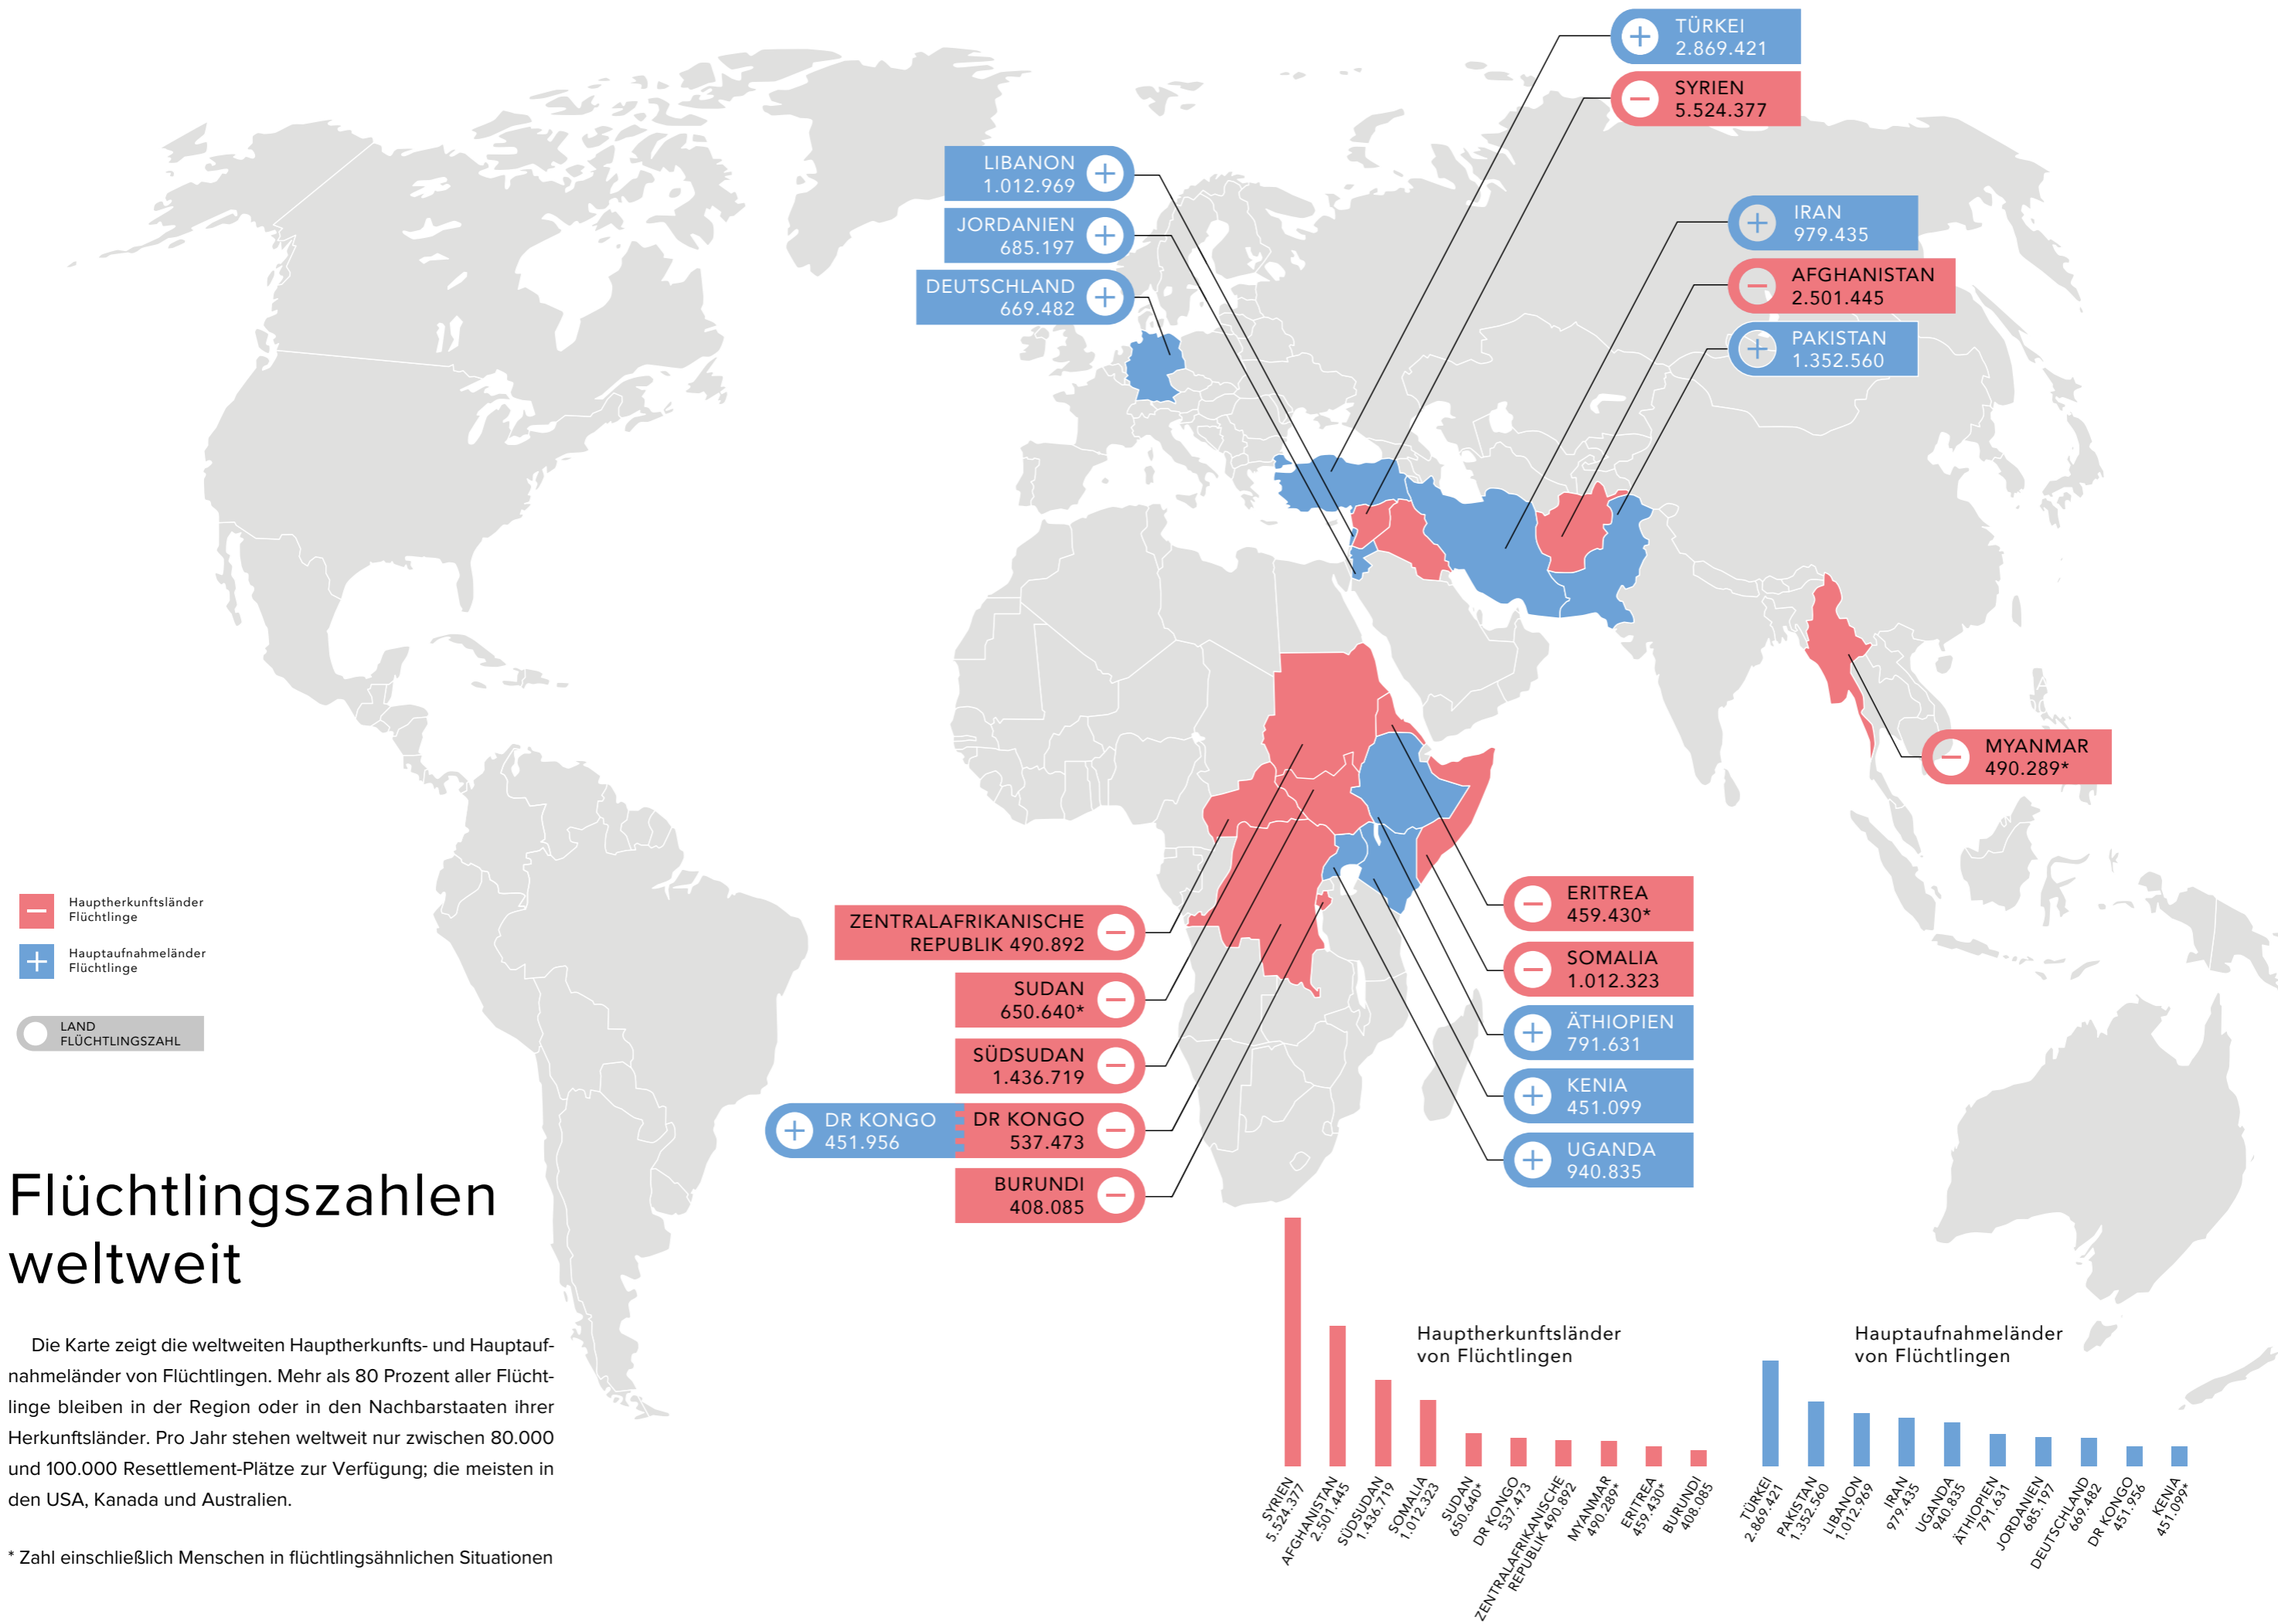 TÜRKEI
2.869.421
SYRIEN
5.524.377
LIBANON
1.012.969
JORDANIEN
685.197
DEUTSCHLAND
669.482
IRAN
979.435
AFGHANISTAN
2.501.445
PAKISTAN
1.352.560
MYANMAR
490.289*
Hauptherkunftsländer
Flüchtlinge
Hauptaufnahmeländer
Flüchtlinge
LAND
FLÜCHTLINGSZAHL
ZENTRALAFRIKANISCHE
REPUBLIK 490.892
SUDAN
650.640*
SÜDSUDAN
1.436.719
DR KONGO
451.956
DR KONGO
537.473
BURUNDI
408.085
ERITREA
459.430*
SOMALIA
1.012.323
ÄTHIOPIEN
791.631
KENIA
451.099
UGANDA
940.835
Flüchtlingszahlen
weltweit
Die Karte zeigt die weltweiten Hauptherkunfts- und Hauptauf-
nahmeländer von Flüchtlingen. Mehr als 80 Prozent aller Flücht-
linge bleiben in der Region oder in den Nachbarstaaten ihrer
Herkunftsländer. Pro Jahr stehen weltweit nur zwischen 80.000
und 100.000 Resettlement-Plätze zur Verfügung; die meisten in
den USA, Kanada und Australien.
* Zahl einschließlich Menschen in flüchtlingsähnlichen Situationen
Hauptherkunftsländer
von Flüchtlingen
SYRIEN
5.524.377
AFGHANISTAN
2.501.445
SÜDSUDAN
1.436.719
SOMALIA
1.012.323
SUDAN
650.640*
DR KONGO
537.473
ZENTRALAFRIKANISCHE
REPUBLIK 490.892
MYANMAR
490.289*
ERITREA
459.430*
BURUNDI
408.085
Hauptaufnahmeländer
von Flüchtlingen
TÜRKEI
2.869.421
PAKISTAN
1.352.560
LIBANON
1.012.969
IRAN
979.435
UGANDA
940.835
ÄTHIOPIEN
791.631
JORDANIEN
685.197
DEUTSCHLAND
669.482
DR KONGO
451.956
KENIA
451.099*